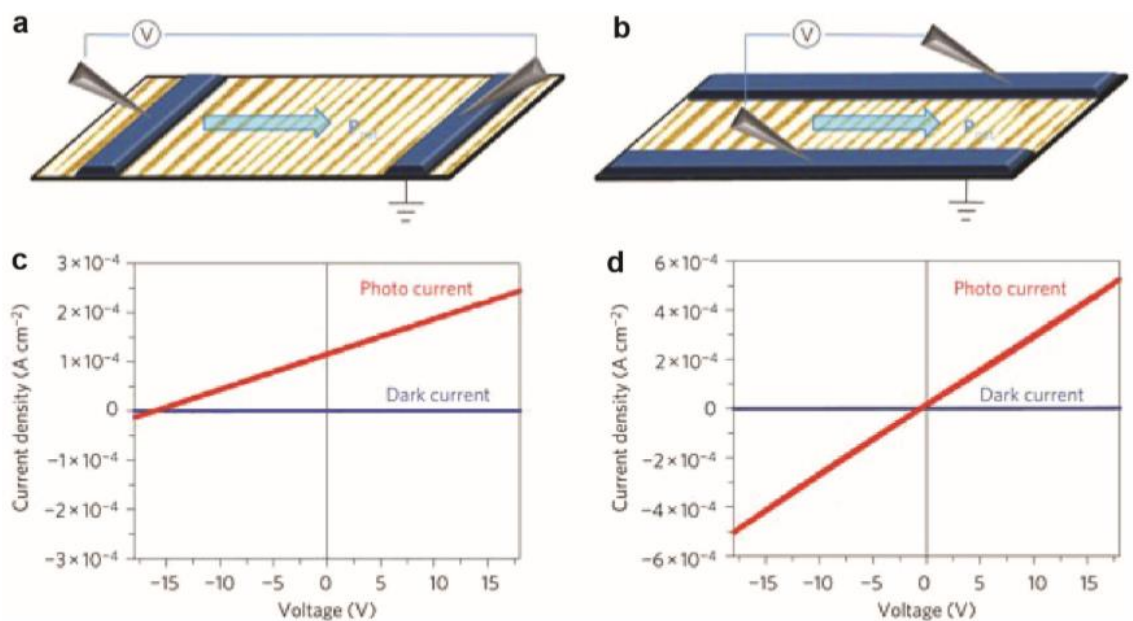 a
V
P
b
V
P
c
3×10⁻⁴
2×10⁻⁴
1×10⁻⁴
0
−1×10⁻⁴
−2×10⁻⁴
−3×10⁻⁴
Current density (A cm⁻²)
Photo current
Dark current
−15 −10 −5 0 5 10 15
Voltage (V)
d
6×10⁻⁴
4×10⁻⁴
2×10⁻⁴
0
−2×10⁻⁴
−4×10⁻⁴
−6×10⁻⁴
Current density (A cm⁻²)
Photo current
Dark current
−15 −10 −5 0 5 10 15
Voltage (V)